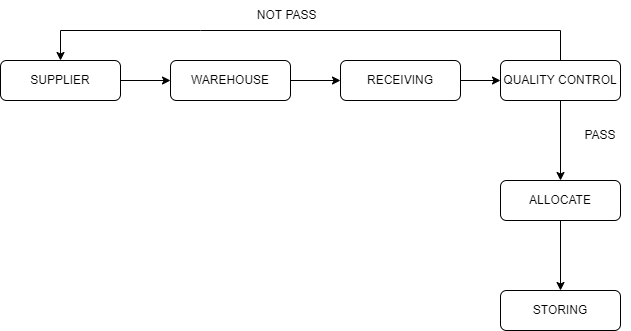 NOT PASS
SUPPLIER
WAREHOUSE
RECEIVING
QUALITY CONTROL
PASS
ALLOCATE
STORING